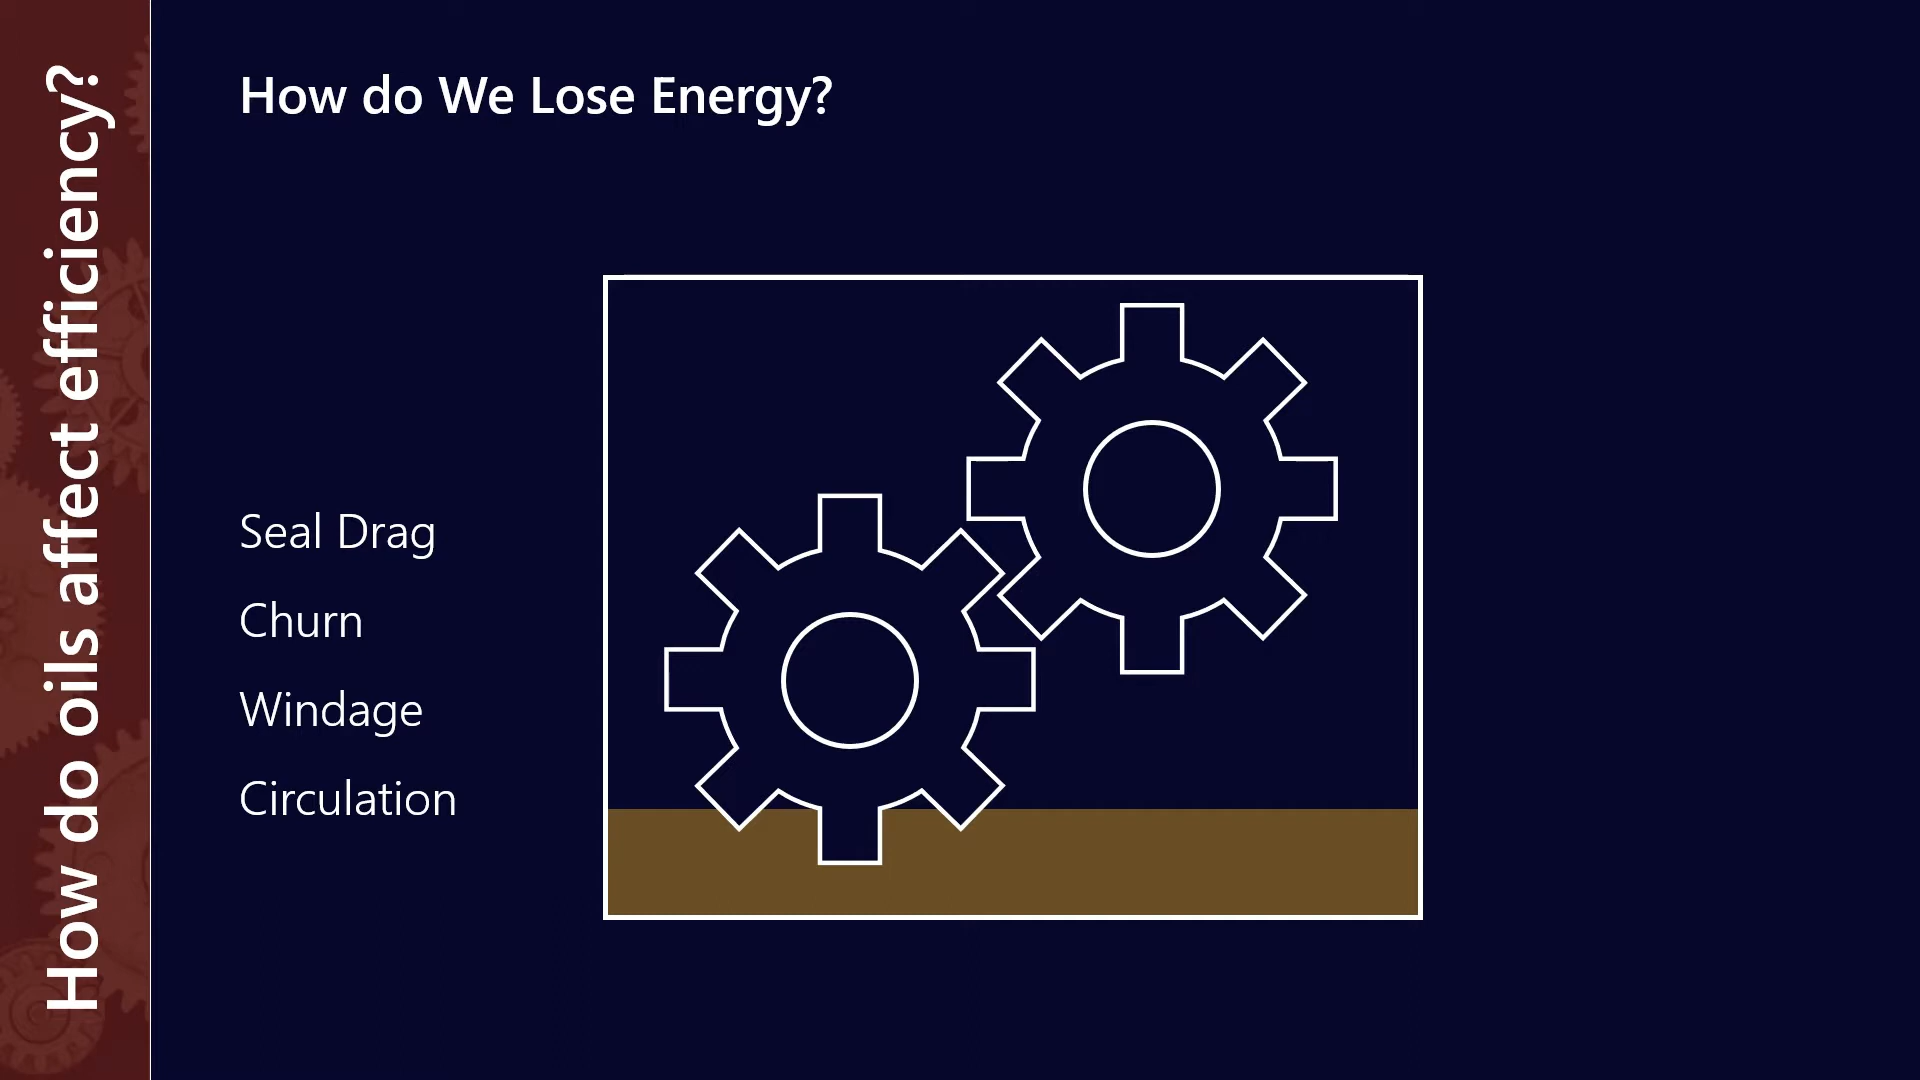 How do oils affect efficiency?
How do We Lose Energy?
Seal Drag
Churn
Windage
Circulation